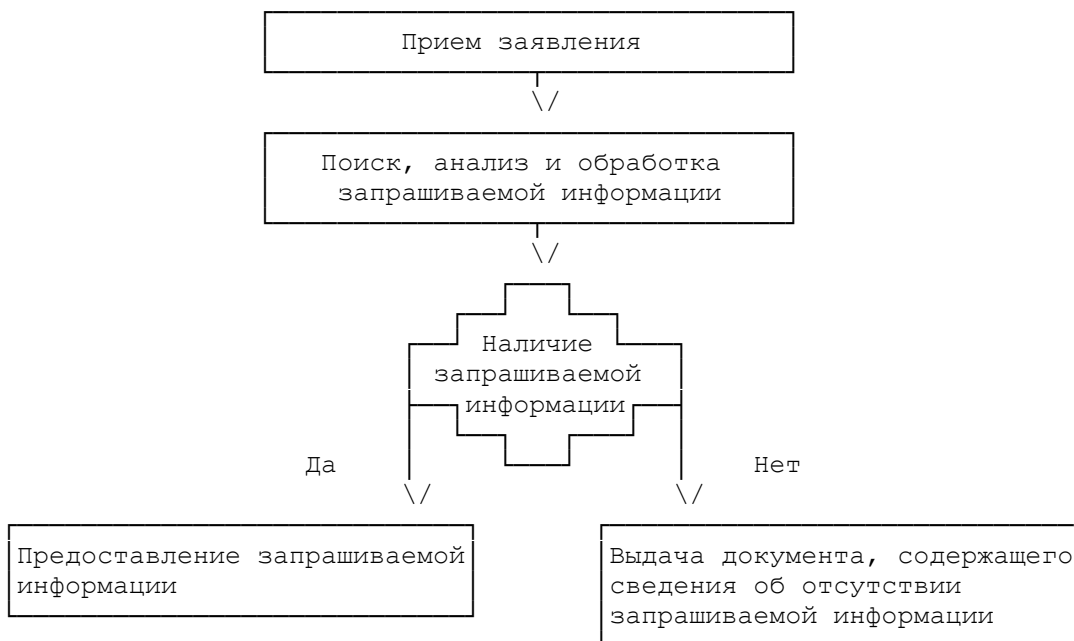 Прием заявления
Поиск, анализ и обработка
запрашиваемой информации
Наличие
запрашиваемой
информации
Да
Нет
Предоставление запрашиваемой
информации
Выдача документа, содержащего
сведения об отсутствии
запрашиваемой информации